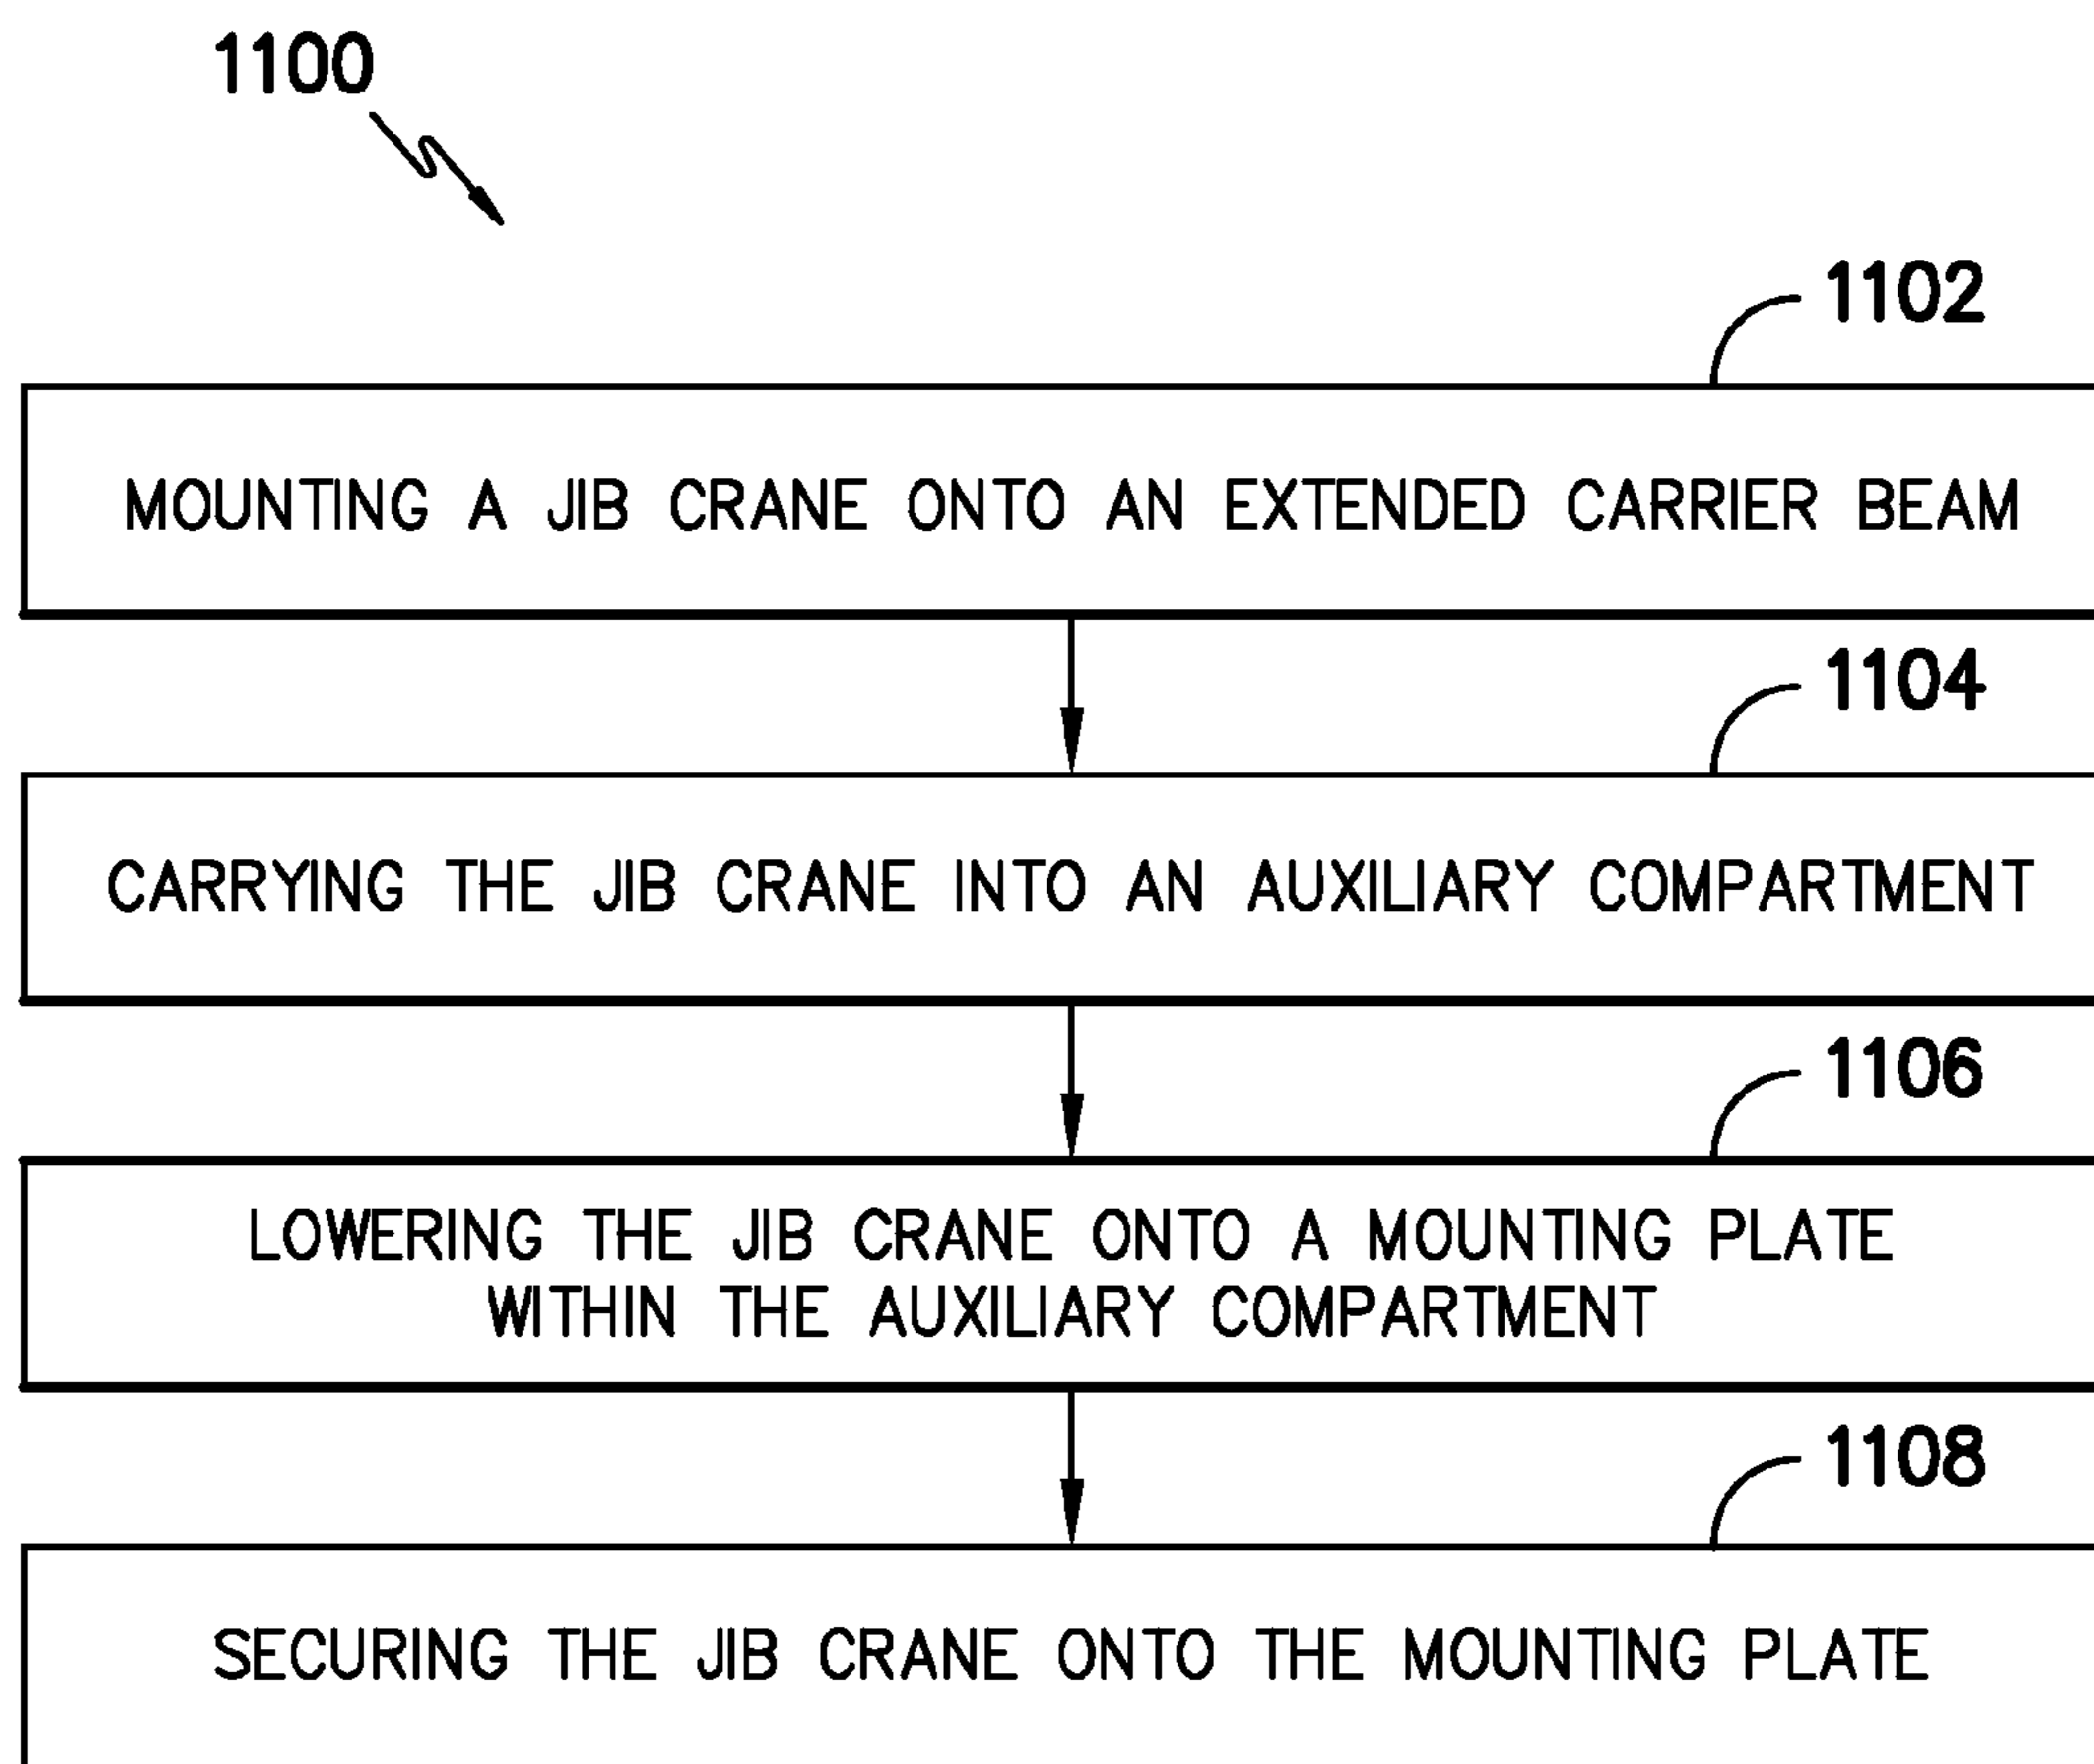 1100
1102
MOUNTING A JIB CRANE ONTO AN EXTENDED CARRIER BEAM
1104
CARRYING THE JIB CRANE INTO AN AUXILIARY COMPARTMENT
1106
LOWERING THE JIB CRANE ONTO A MOUNTING PLATE
WITHIN THE AUXILIARY COMPARTMENT
1108
SECURING THE JIB CRANE ONTO THE MOUNTING PLATE